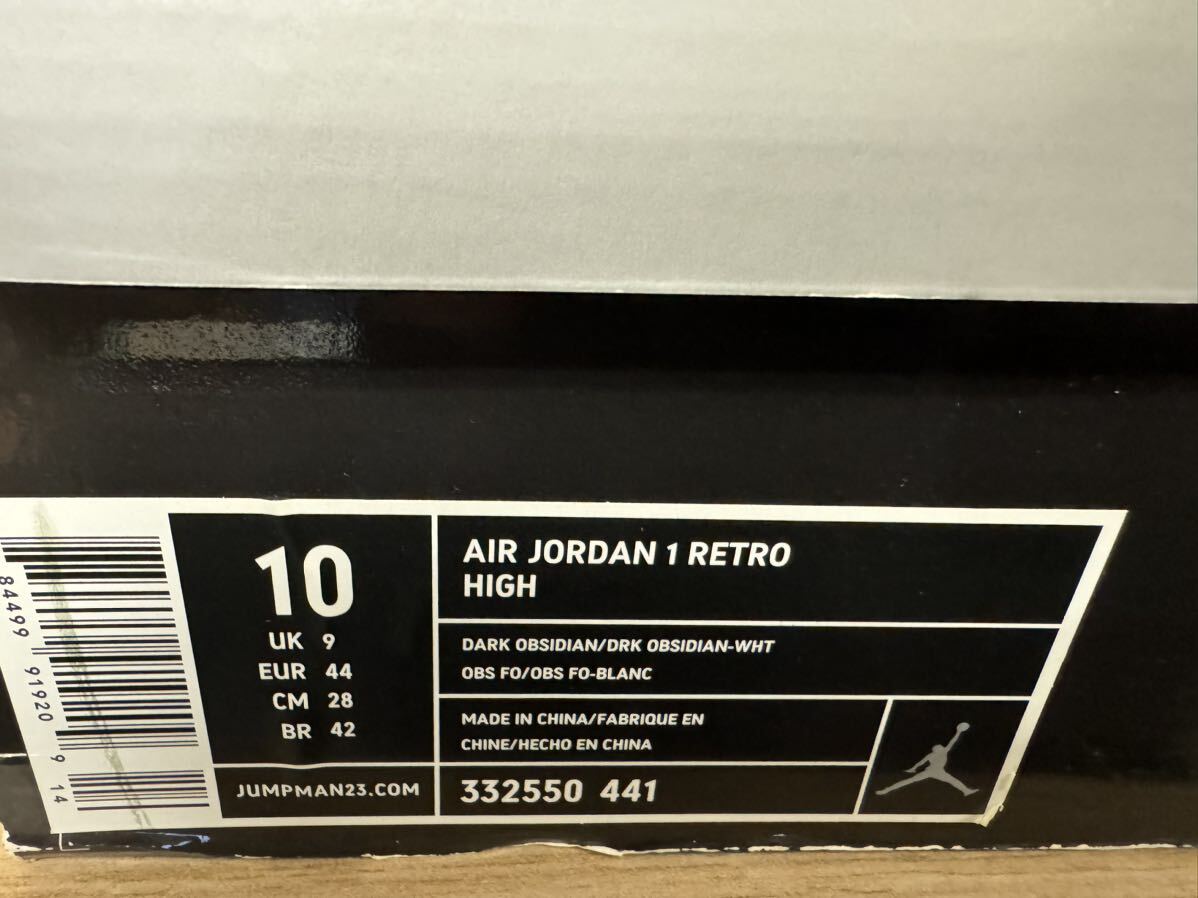 84499 91920 9 14
10
UK 9
EUR 44
CM 28
BR 42
JUMPMAN23.COM
AIR JORDAN 1 RETRO
HIGH
DARK OBSIDIAN/DRK OBSIDIAN-WHT
OBS FO/OBS FO-BLANC
MADE IN CHINA/FABRIQUE EN
CHINE/HECHO EN CHINA
332550 441